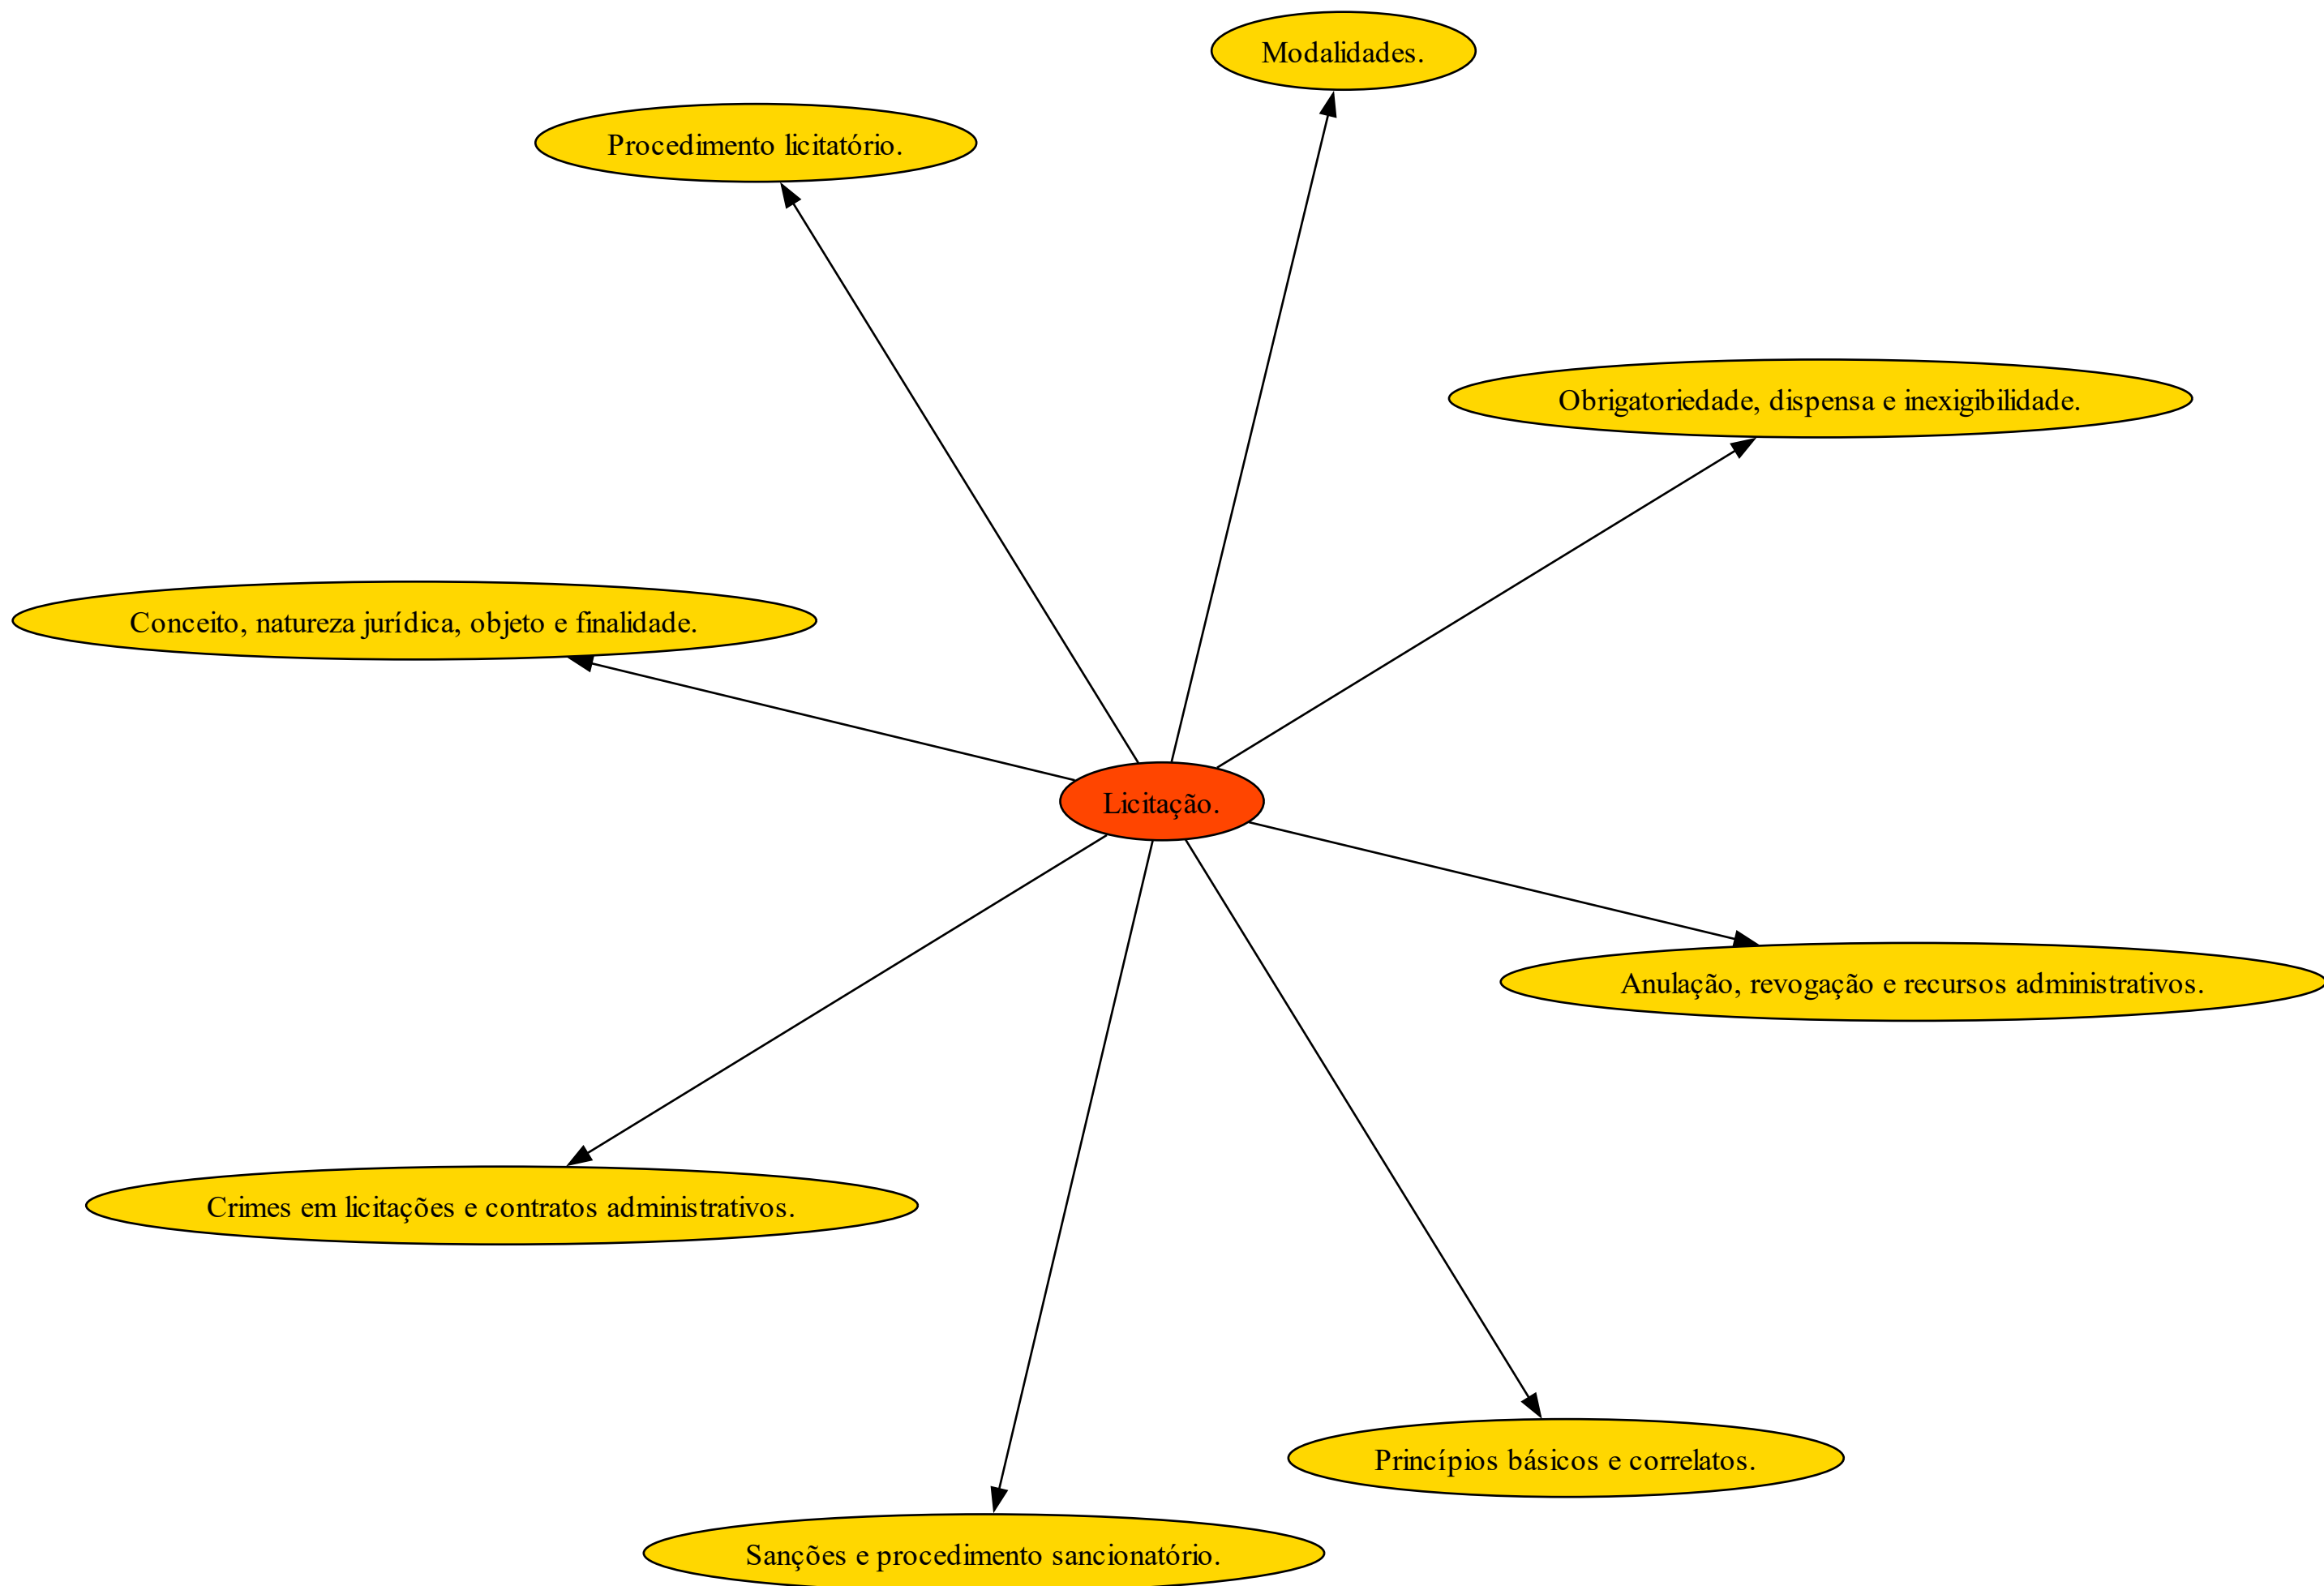 Modalidades.
Procedimento licitatório.
Obrigatoriedade, dispensa e inexigibilidade.
Conceito, natureza jurídica, objeto e finalidade.
Licitação.
Anulação, revogação e recursos administrativos.
Crimes em licitações e contratos administrativos.
Princípios básicos e correlatos.
Sanções e procedimento sancionatório.